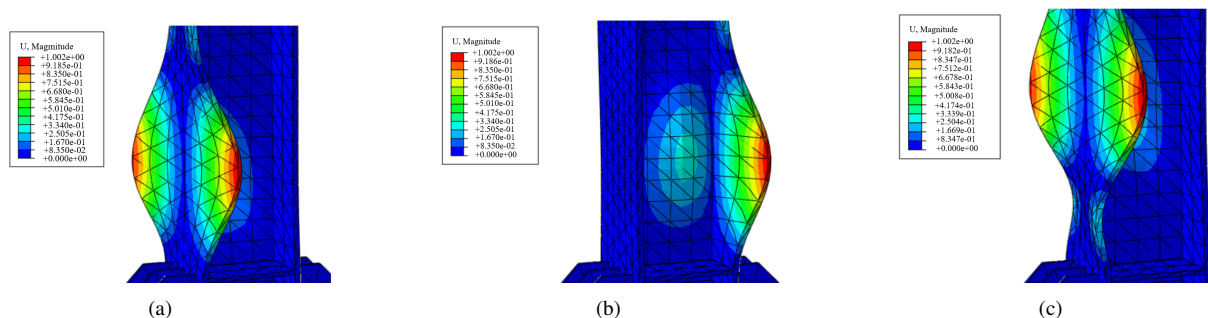 U, Magmitude
+1.002e+00
+9.185e-01
+8.350e-01
+7.515e-01
+6.680e-01
+5.845e-01
+5.010e-01
+4.175e-01
+3.340e-01
+2.505e-01
+1.670e-01
+8.350e-02
+0.000e+00
(a)
U, Magmitude
+1.002e+00
+9.186e-01
+8.350e-01
+7.515e-01
+6.680e-01
+5.845e-01
+5.010e-01
+4.175e-01
+3.340e-01
+2.505e-01
+1.670e-01
+8.350e-02
+0.000e+00
(b)
U, Magmitude
+1.002e+00
+9.182e-01
+8.347e-01
+7.512e-01
+6.678e-01
+5.843e-01
+5.008e-01
+4.174e-01
+3.339e-01
+2.504e-01
+1.669e-01
+8.347e-01
+0.000e+00
(c)